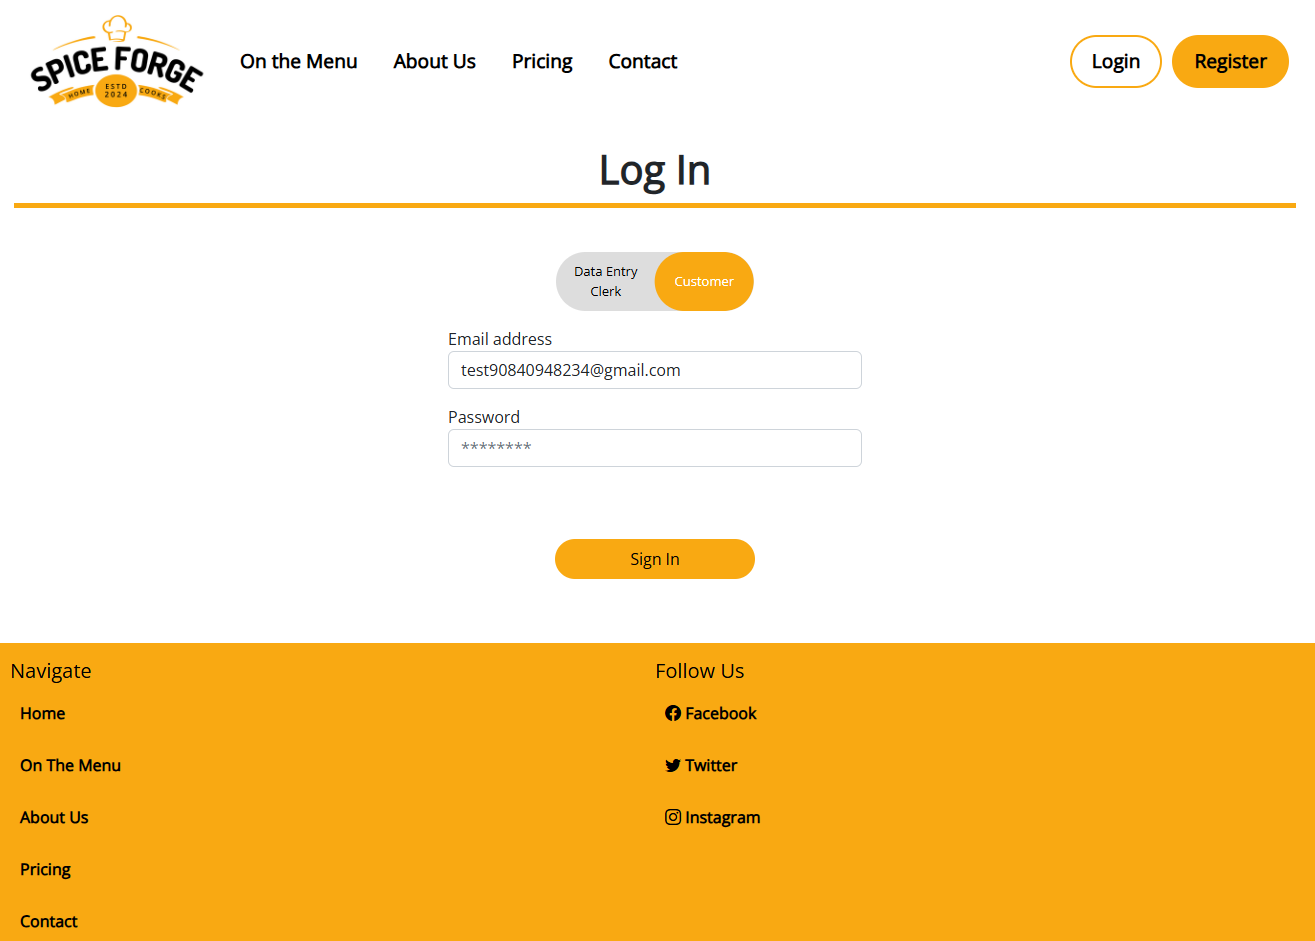 SPICE FORGE
HOME ESTD COOKS
2024
On the Menu About Us Pricing Contact
Login Register
Log In
Data Entry
Clerk
Customer
Email address
test90840948234@gmail.com
Password
********
Sign In
Navigate
Home
On The Menu
About Us
Pricing
Contact
Follow Us
Facebook
Twitter
Instagram